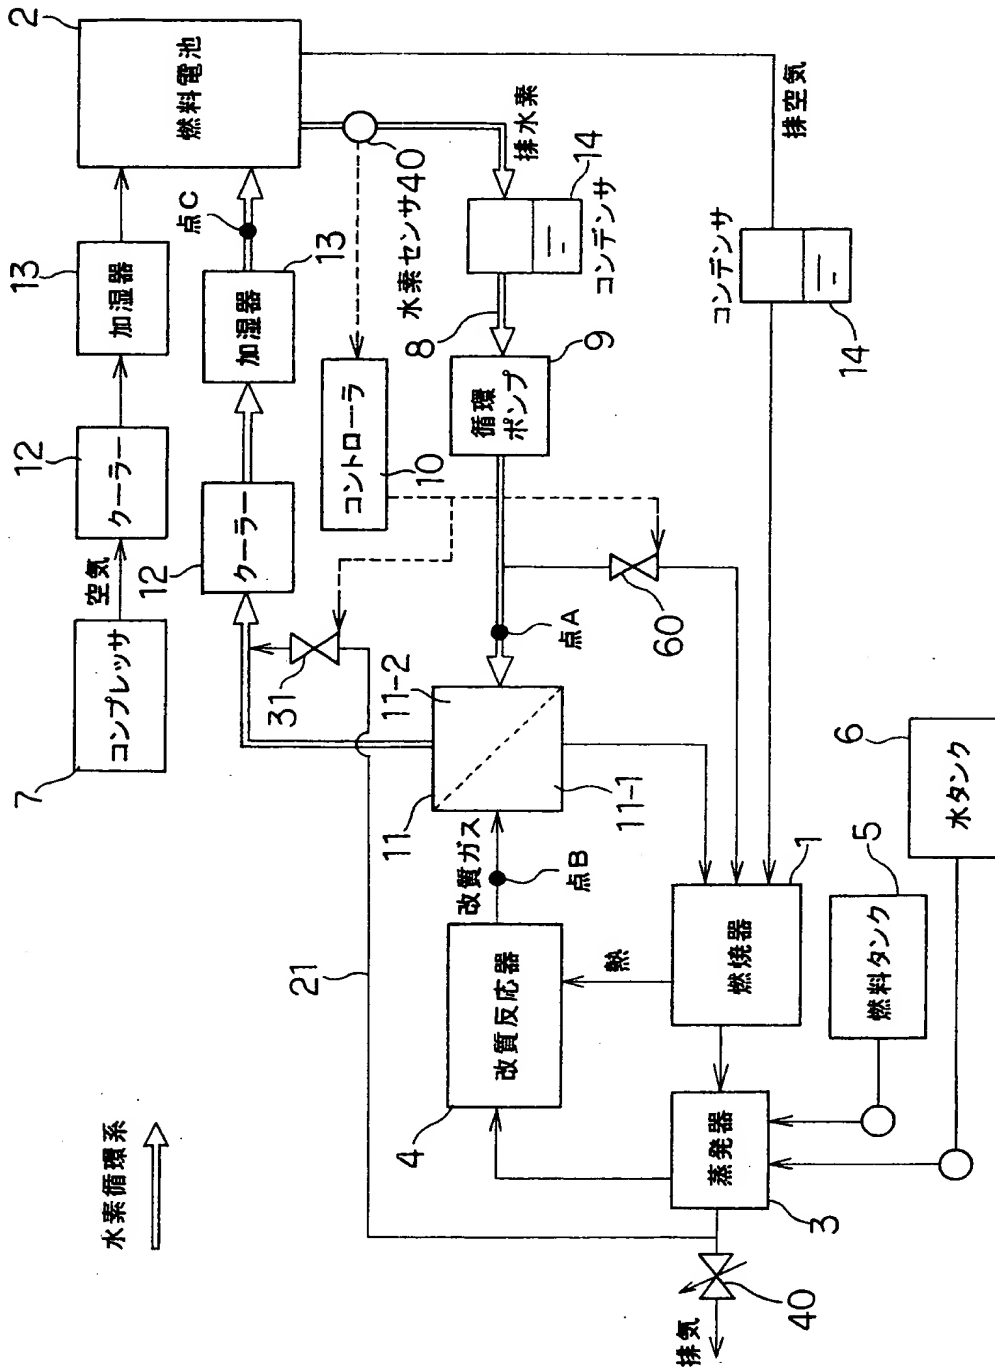 水素循環系
排気
40
3
蒸発器
4
改質反応器
21
熱
1
燃焼器
5
燃料タンク
6
水タンク
改質ガス
点B
11
11-1
11-2
点A
31
60
7
コンプレッサ
空気
12
クーラー
12
クーラー
13
加湿器
13
加湿器
点C
2
燃料電池
水素センサ40
40
排水素
14
コンデンサ
8
9
循環
ポンプ
10
コントローラ
排空気
コンデンサ
14